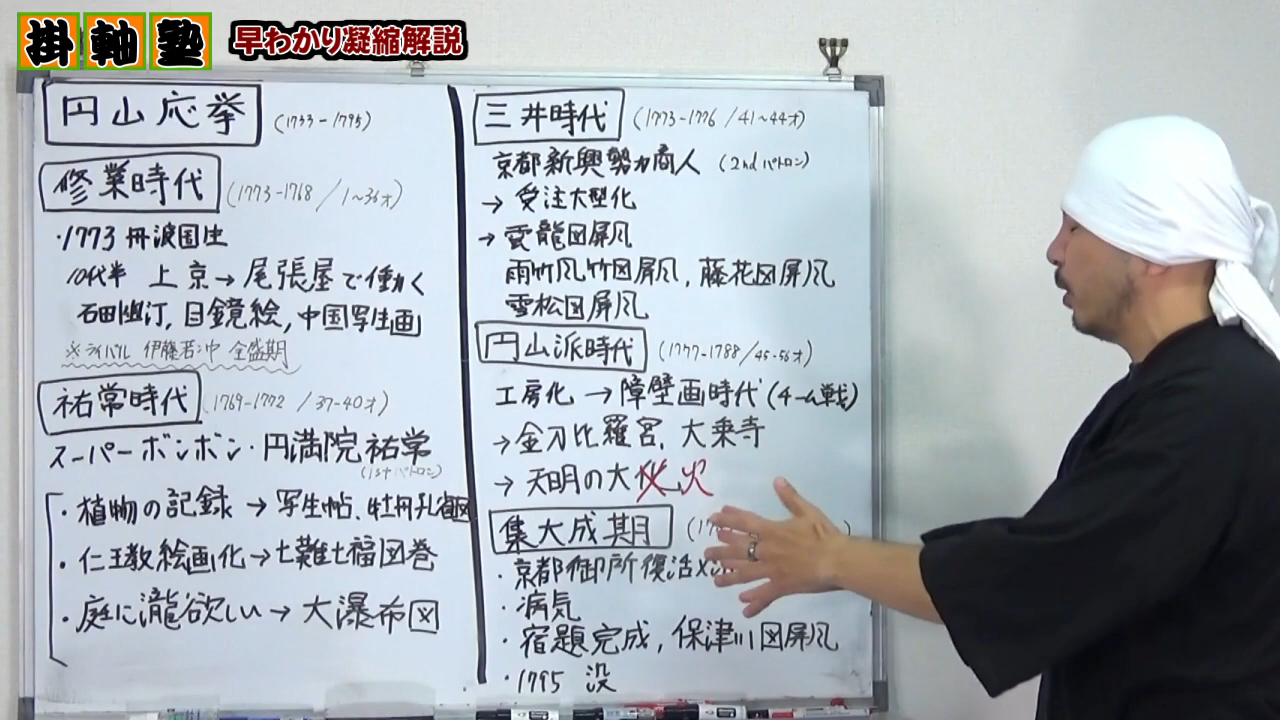 掛軸塾 早わかり凝縮解説
円山応挙 (1733-1795)
修業時代 (1773-1768/1~36才)
・1773 丹波国生
10代半 上京→尾張屋で働く
石田幽汀, 目鏡絵, 中国写生画
※ライバル 伊藤若冲 全盛期
祐常時代 (1769-1772/37-40才)
スーパーボンボン・円満院祐常
(1stパトロン)
・植物の記録→写生帖、牡丹孔雀図
・仁王教絵画化→七難七福図巻
・庭に瀧欲しい→大瀑布図
三井時代 (1773-1776/41~44才)
京都新興勢力商人 (2ndパトロン)
→受注大型化
→雲龍図屏風
雨竹風竹図屏風, 藤花図屏風
雪松図屏風
円山派時代 (1777-1788/45-56才)
工房化→障壁画時代(チーム戦)
→金刀比羅宮, 大乗寺
→天明の大火
集大成期
・京都御所復活
・病気
・宿題完成, 保津川図屏風
・1795 没